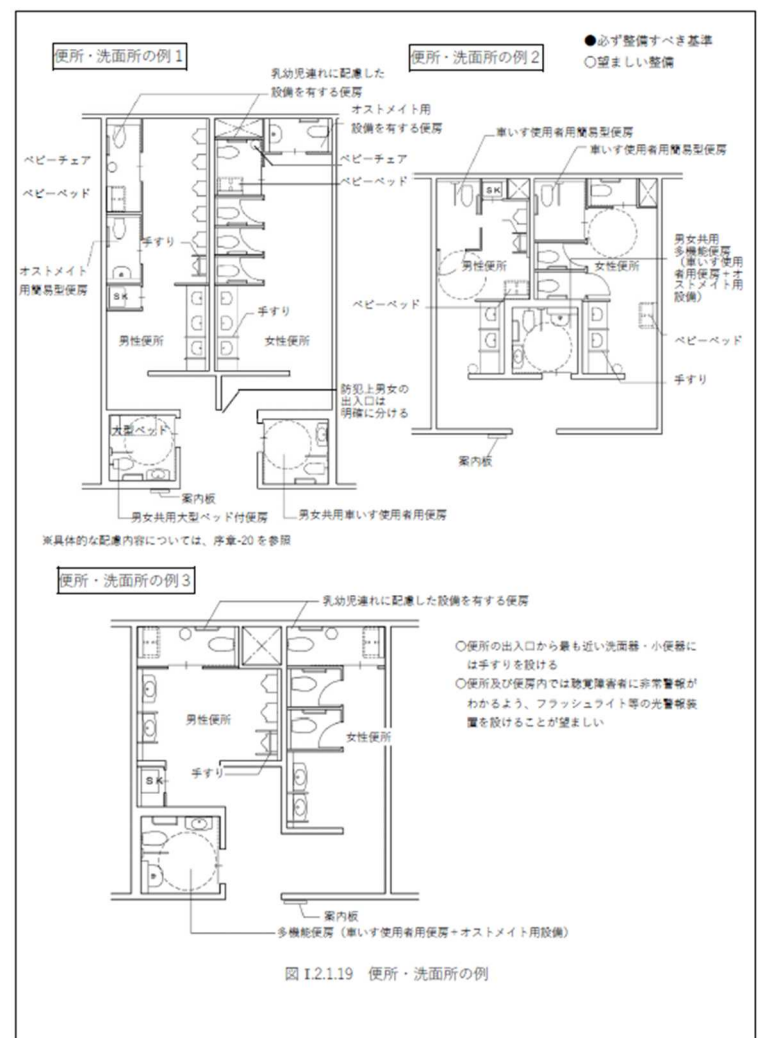 便所・洗面所の例1
便所・洗面所の例2
●必ず整備すべき基準
○望ましい整備
乳幼児連れに配慮した
設備を有する便房
オストメイト用
設備を有する便房
ベビーチェア
ベビーベッド
ベビーチェア
ベビーベッド
手すり
オストメイト
用簡易型便房
SK
手すり
男性便所
女性便所
防犯上男女の
出入口は
明確に分ける
大型ベッド
案内板
男女共用大型ベッド付便房
男女共用車いす使用者用便房
※具体的な配慮内容については、序章-20を参照
車いす使用者用簡易型便房
車いす使用者用簡易型便房
SK
男女共用
多機能便房
(車いす使用
者用便房+オ
ストメイト用
設備)
男性便所
女性便所
ベビーベッド
ベビーベッド
手すり
案内板
便所・洗面所の例3
乳幼児連れに配慮した設備を有する便房
男性便所
女性便所
手すり
SK
案内板
多機能便房(車いす使用者用便房+オストメイト用設備)
○便所の出入口から最も近い洗面器・小便器に
は手すりを設ける
○便所及び便房内では聴覚障害者に非常警報が
わかるよう、フラッシュライト等の光警報装
置を設けることが望ましい
図 I.2.1.19 便所・洗面所の例